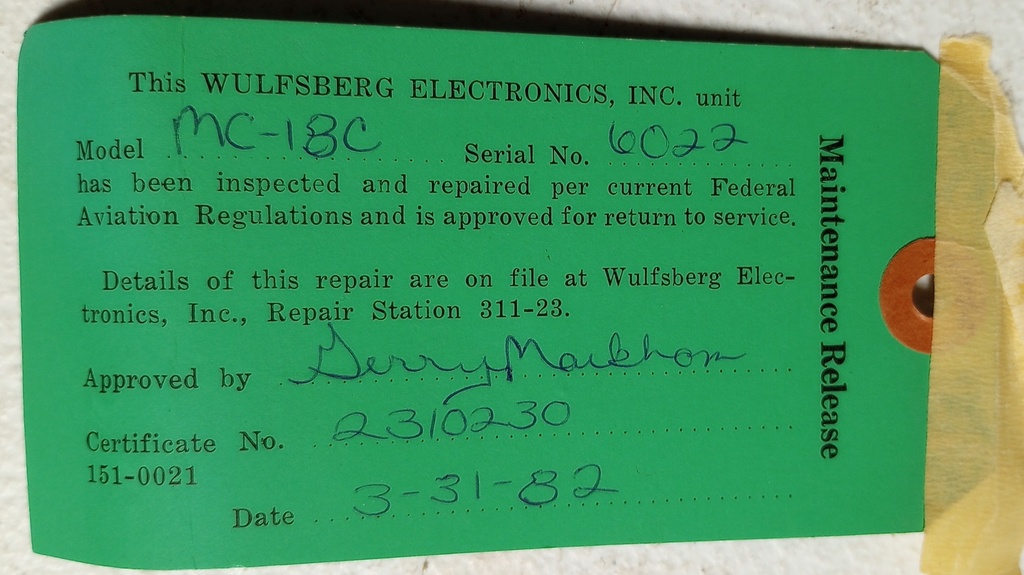 This WULFSBERG ELECTRONICS, INC. unit
Model MC-18C Serial No. 6022
has been inspected and repaired per current Federal
Aviation Regulations and is approved for return to service.
Details of this repair are on file at Wulfsberg Elec-
tronics, Inc., Repair Station 311-23.
Approved by Gerry Markham
Certificate No. 2310230
151-0021
Date 3-31-82
Maintenance Release